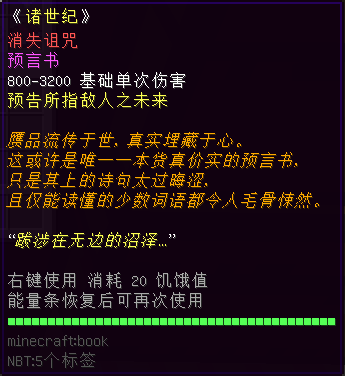 《诸世纪》
消失诅咒
预言书
800-3200 基础单次伤害
预告所指敌人之未来
赝品流传于世，真实埋藏于心。
这或许是唯一一本货真价实的预言书，
只是其上的诗句太过晦涩，
且仅能读懂的少数词语都令人毛骨悚然。
“跋涉在无边的沼泽…”
右键使用 消耗 20 饥饿值
能量条恢复后可再次使用
minecraft:book
NBT:5个标签